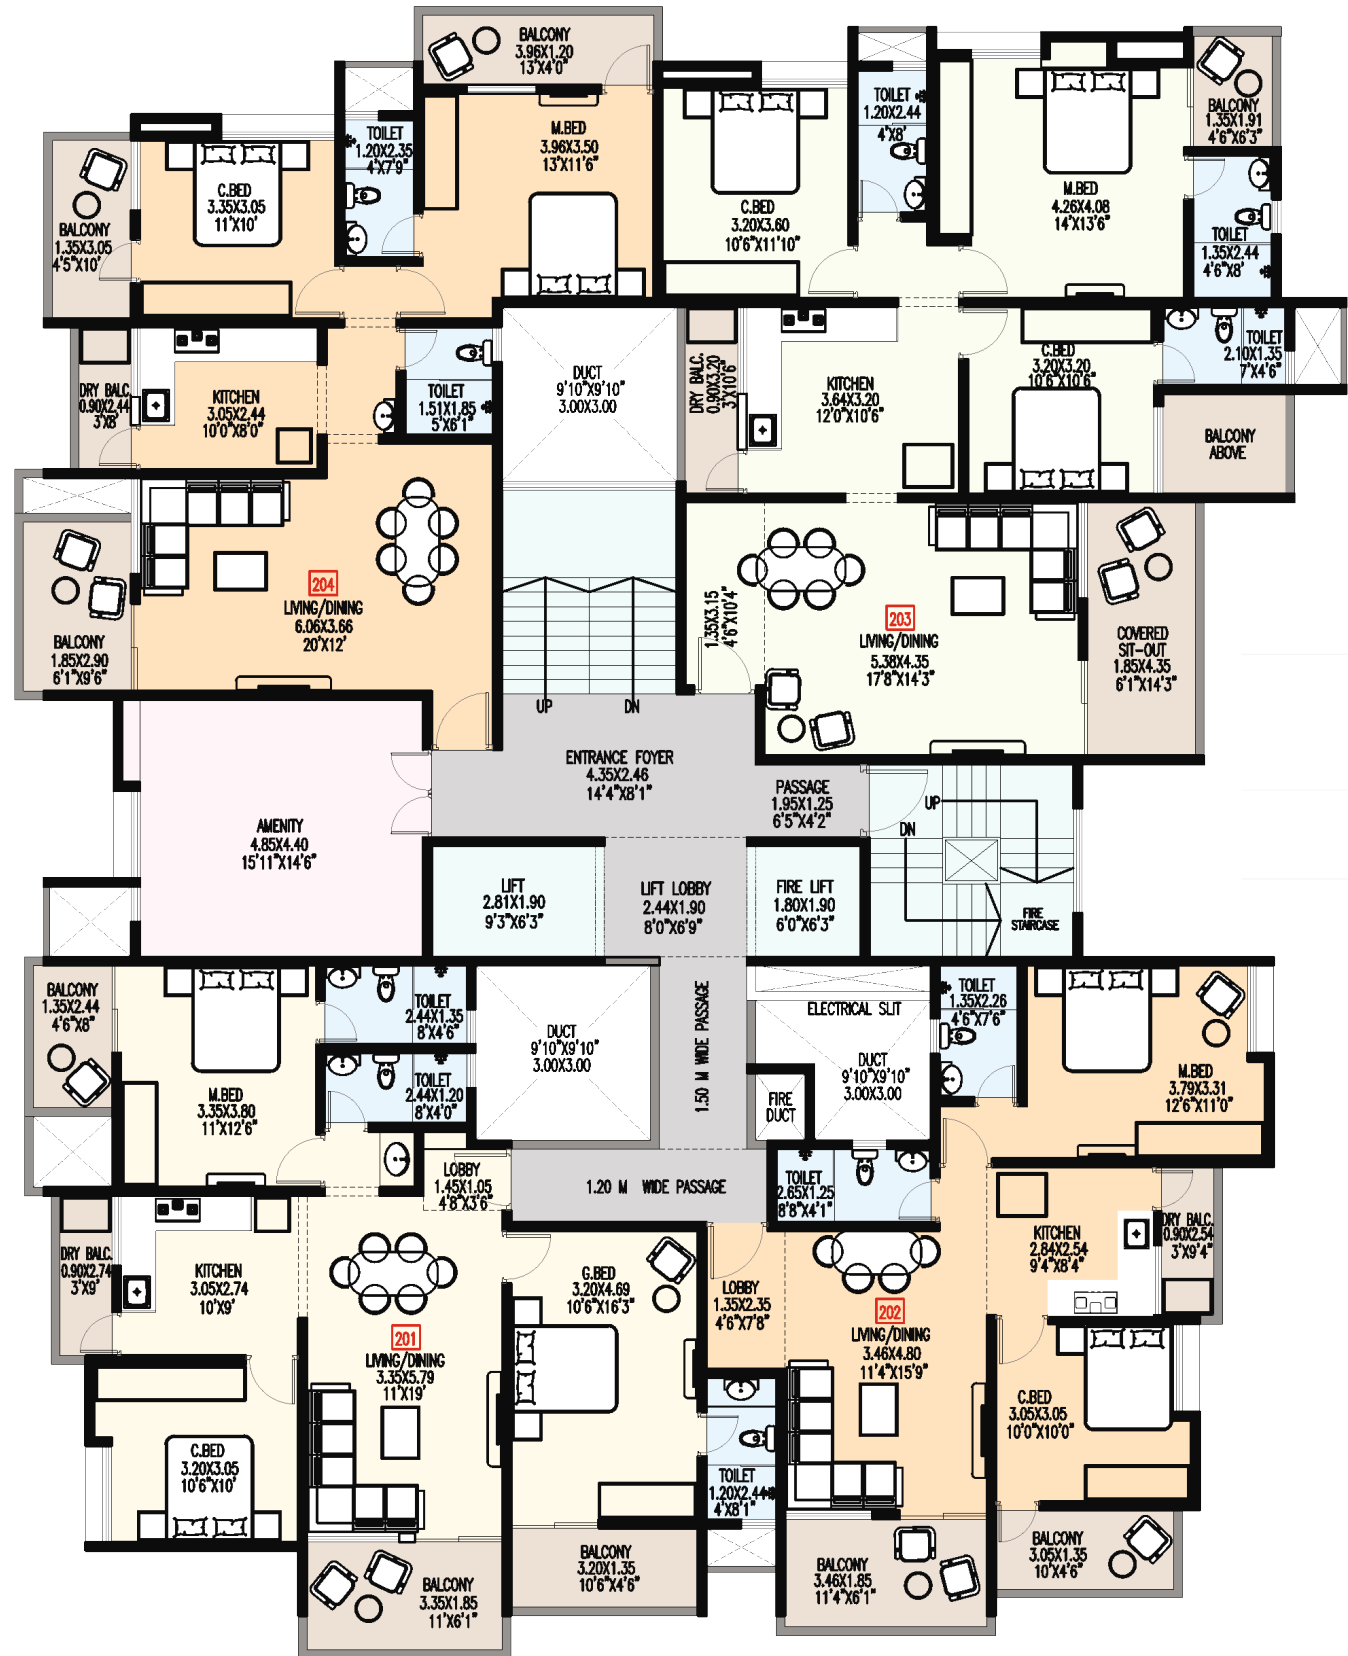 BALCONY
3.96X1.20
13'X4'0"
TOILET
1.20X2.35
4'X7'9"
M.BED
3.96X3.50
13'X11'6"
C.BED
3.35X3.05
11'X10'
BALCONY
1.35X3.05
4'5"X10'
TOILET
1.20X2.44
4'X8'
C.BED
3.20X3.60
10'6"X11'10"
M.BED
4.26X4.08
14'X13'6"
BALCONY
1.35X1.91
4'6"X6'3"
TOILET
1.35X2.44
4'6"X8'
DRY BALC.
0.90X2.44
3'X8'
KITCHEN
3.05X2.44
10'0"X8'0"
TOILET
1.51X1.85
5'X6'1"
DUCT
9'10"X9'10"
3.00X3.00
DRY BALC.
0.90X3.20
3'X10'6"
KITCHEN
3.64X3.20
12'0"X10'6"
C.BED
3.20X3.20
10'6"X10'6"
TOILET
2.10X1.35
7'X4'6"
BALCONY
ABOVE
204
LIVING/DINING
6.06X3.66
20'X12'
BALCONY
1.85X2.90
6'1"X9'6"
1.35X3.15
4'6"X10'4"
203
LIVING/DINING
5.38X4.35
17'8"X14'3"
COVERED
SIT-OUT
1.85X4.35
6'1"X14'3"
UP
DN
ENTRANCE FOYER
4.35X2.46
14'4"X8'1"
PASSAGE
1.95X1.25
6'5"X4'2"
UP
DN
FIRE
STAIRCASE
AMENITY
4.85X4.40
15'11"X14'6"
LIFT
2.81X1.90
9'3"X6'3"
LIFT LOBBY
2.44X1.90
8'0"X6'9"
FIRE LIFT
1.80X1.90
6'0"X6'3"
BALCONY
1.35X2.44
4'6"X8"
TOILET
2.44X1.35
8'X4'6"
TOILET
2.44X1.20
8'X4'0"
M.BED
3.35X3.80
11'X12'6"
DUCT
9'10"X9'10"
3.00X3.00
1.50 M WIDE PASSAGE
ELECTRICAL SLIT
DUCT
9'10"X9'10"
3.00X3.00
FIRE
DUCT
TOILET
1.35X2.26
4'6"X7'6"
M.BED
3.79X3.31
12'6"X11'0"
LOBBY
1.45X1.05
4'8"X3'6"
1.20 M WIDE PASSAGE
TOILET
2.65X1.25
8'8"X4'1"
DRY BALC.
0.90X2.74
3'X9'
KITCHEN
3.05X2.74
10'X9'
G.BED
3.20X4.69
10'6"X16'3"
LOBBY
1.35X2.35
4'6"X7'8"
KITCHEN
2.84X2.54
9'4"X8'4"
DRY BALC.
0.90X2.54
3'X9'4"
201
LIVING/DINING
3.35X5.79
11'X19'
202
LIVING/DINING
3.46X4.80
11'4"X15'9"
C.BED
3.20X3.05
10'6"X10'
C.BED
3.05X3.05
10'0"X10'0"
TOILET
1.20X2.44
4'X8'1"
BALCONY
3.35X1.85
11'X6'1"
BALCONY
3.20X1.35
10'6"X4'6"
BALCONY
3.46X1.85
11'4"X6'1"
BALCONY
3.05X1.35
10'X4'6"